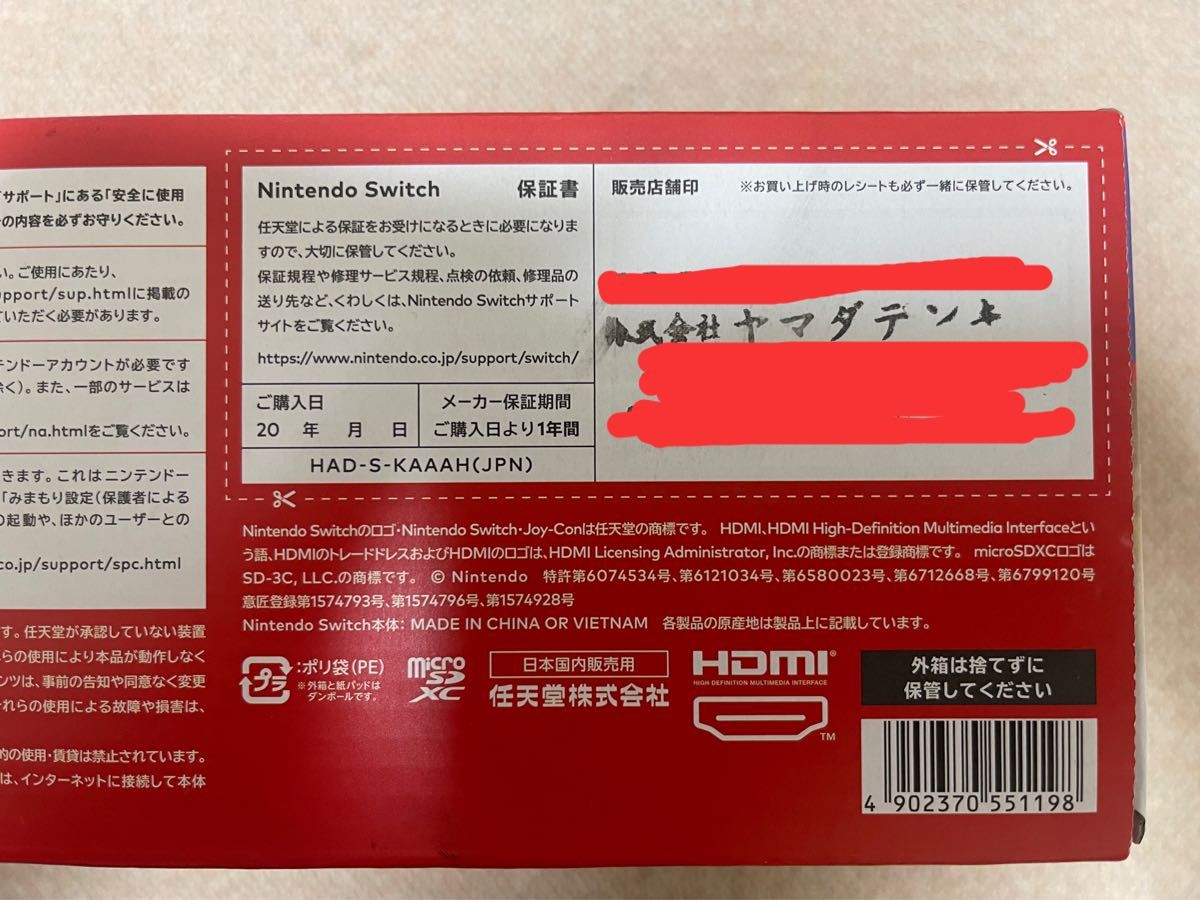 サポート」にある「安全に使用
の内容を必ずお守りください。
い。ご使用にあたり、
upport/sup.htmlに掲載の
ていただく必要があります。
テンドーアカウントが必要です
除く)。また、一部のサービスは
ort/na.htmlをご覧ください。
きます。これはニンテンドー
「みまもり設定(保護者による
の起動や、ほかのユーザーとの
co.jp/support/spc.html
す。任天堂が承認していない装置
らの使用により本品が動作しなく
ンツは、事前の告知や同意なく変更
れらの使用による故障や損害は、
的の使用・賃貸は禁止されています。
は、インターネットに接続して本体
Nintendo Switch 保証書
任天堂による保証をお受けになるときに必要になりま
すので、大切に保管してください。
保証規程や修理サービス規程、点検の依頼、修理品の
送り先など、くわしくは、Nintendo Switchサポート
サイトをご覧ください。
https://www.nintendo.co.jp/support/switch/
ご購入日
20 年 月 日
メーカー保証期間
ご購入日より1年間
HAD-S-KAAAH(JPN)
販売店舗印 ※お買い上げ時のレシートも必ず一緒に保管してください。
株式会社ヤマダデンキ
Nintendo Switchのロゴ・Nintendo Switch・Joy-Conは任天堂の商標です。 HDMI、HDMI High-Definition Multimedia Interfaceとい
う語、HDMIのトレードドレスおよびHDMIのロゴは、HDMI Licensing Administrator, Inc.の商標または登録商標です。 microSDXCロゴは
SD-3C, LLC.の商標です。 © Nintendo 特許第6074534号、第6121034号、第6580023号、第6712668号、第6799120号
意匠登録第1574793号、第1574796号、第1574928号
Nintendo Switch本体: MADE IN CHINA OR VIETNAM 各製品の原産地は製品上に記載しています。
プラ
:ポリ袋(PE)
※外箱と紙パッドは
ダンボールです。
micro
SD
XC
日本国内販売用
任天堂株式会社
HDMI®
HIGH DEFINITION MULTIMEDIA INTERFACE
TM
外箱は捨てずに
保管してください
4 902370 551198